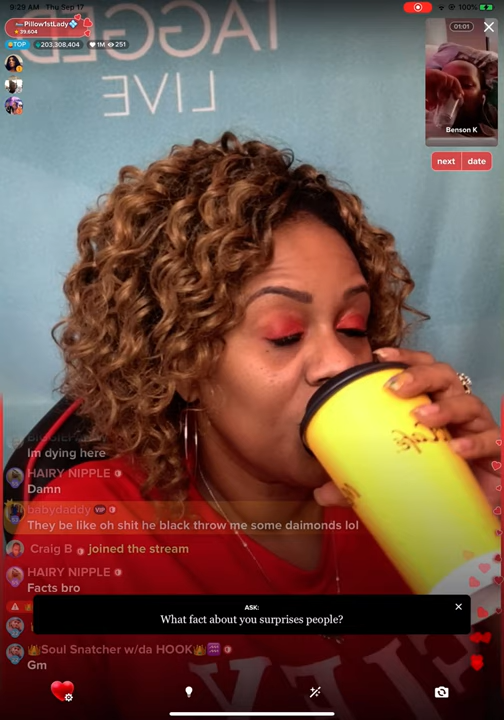 9:29 AM Thu Sep 17
100%
Pillow1stLady
39,604
TOP
203,308,404
1M
251
TAGGED
LIVE
01:01
Benson K
next
date
Im dying here
HAIRY NIPPLE
Damn
babydaddy VIP
They be like oh shit he black throw me some daimonds lol
Craig B joined the stream
HAIRY NIPPLE
Facts bro
ASK:
What fact about you surprises people?
Soul Snatcher w/da HOOK
Gm